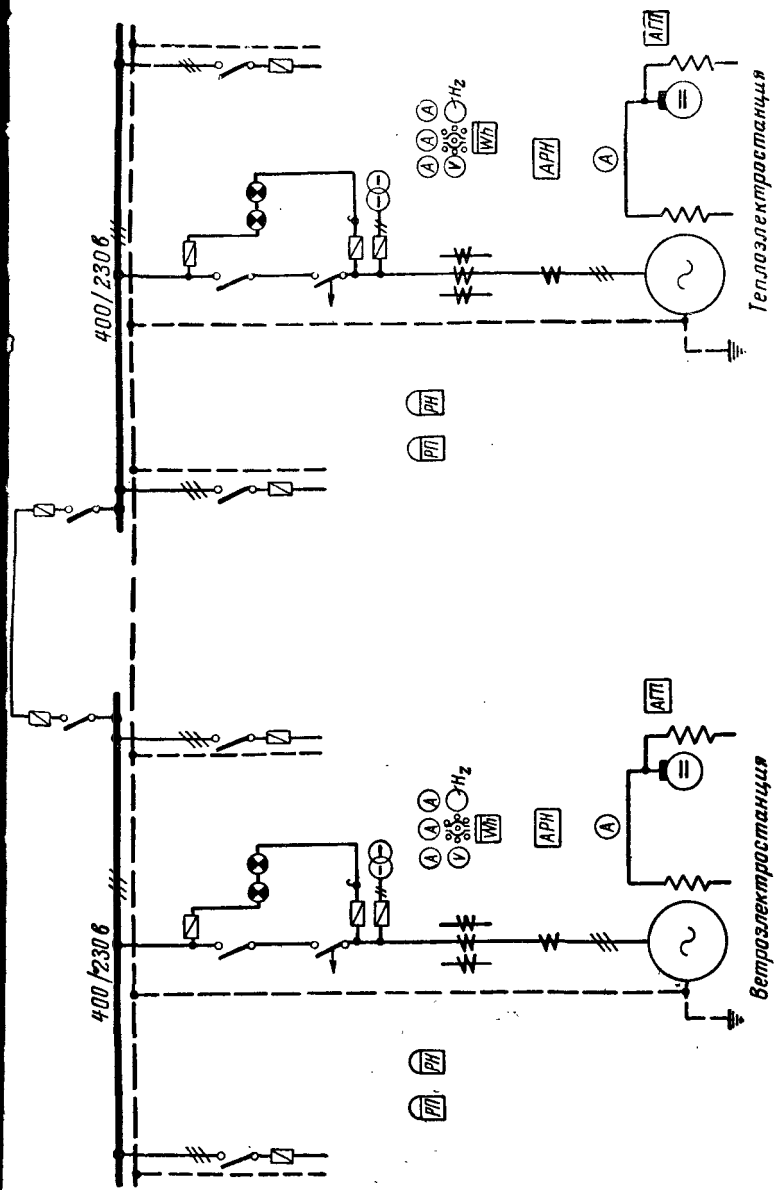 400/230в
400/230в
A
A
A
V
Hz
Wh
АРН
A
АГП
РП
РН
Ветроэлектростанция
A
A
A
V
Hz
Wh
АРН
A
АГП
РП
РН
Теплоэлектростанция